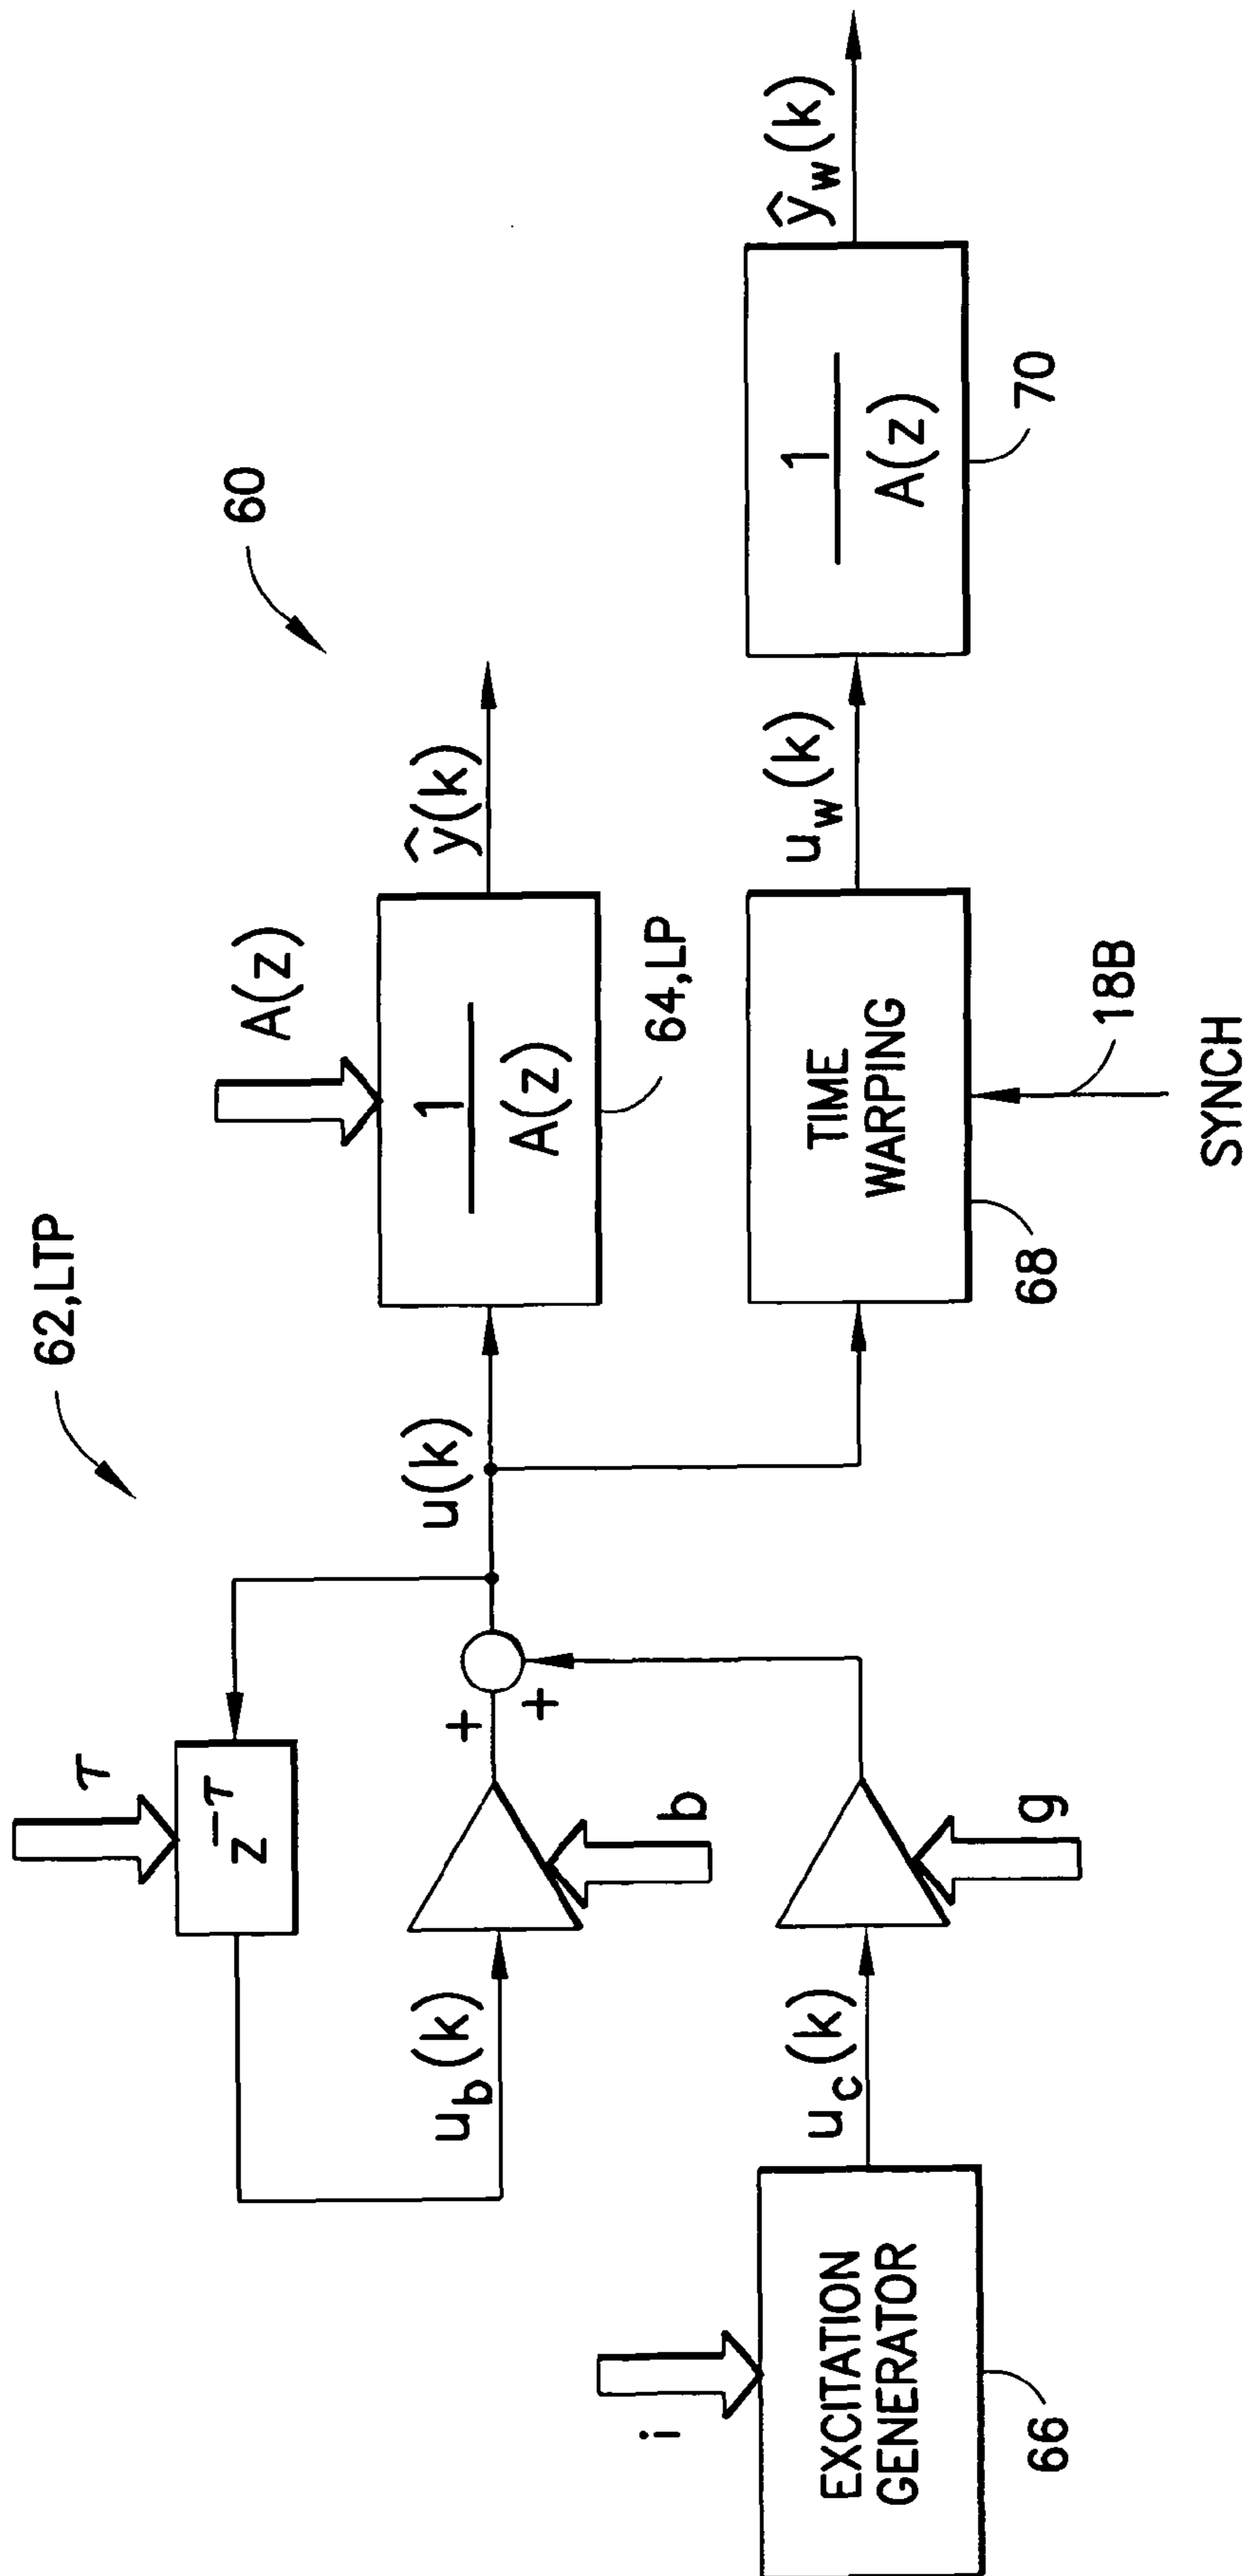 62,LTP
60
τ
z^-τ
A(z)
u_b(k)
b
+
+
u(k)
1
A(z)
64,LP
ŷ(k)
i
EXCITATION
GENERATOR
66
u_c(k)
g
TIME
WARPING
68
18B
SYNCH
u_w(k)
1
A(z)
70
ŷ_w(k)